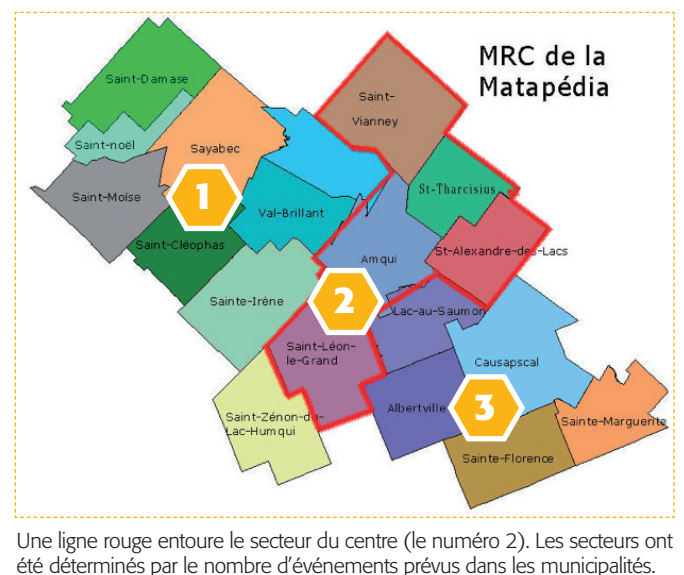 MRC de la
Matapédia
Saint-Damase
Saint-
Vianney
Saint-noël
Sayabec
St-Tharcisius
Saint-Moïse
1
Val-Brillant
Saint-Cléophas
St-Alexandre-des-Lacs
Amqui
Sainte-Irène
2
Lac-au-Saumon
Saint-Léon-
le-Grand
Causapscal
Albertville
3
Saint-Zénon-du-
Lac-Humqui
Sainte-Marguerite
Sainte-Florence
Une ligne rouge entoure le secteur du centre (le numéro 2). Les secteurs ont
été déterminés par le nombre d'événements prévus dans les municipalités.